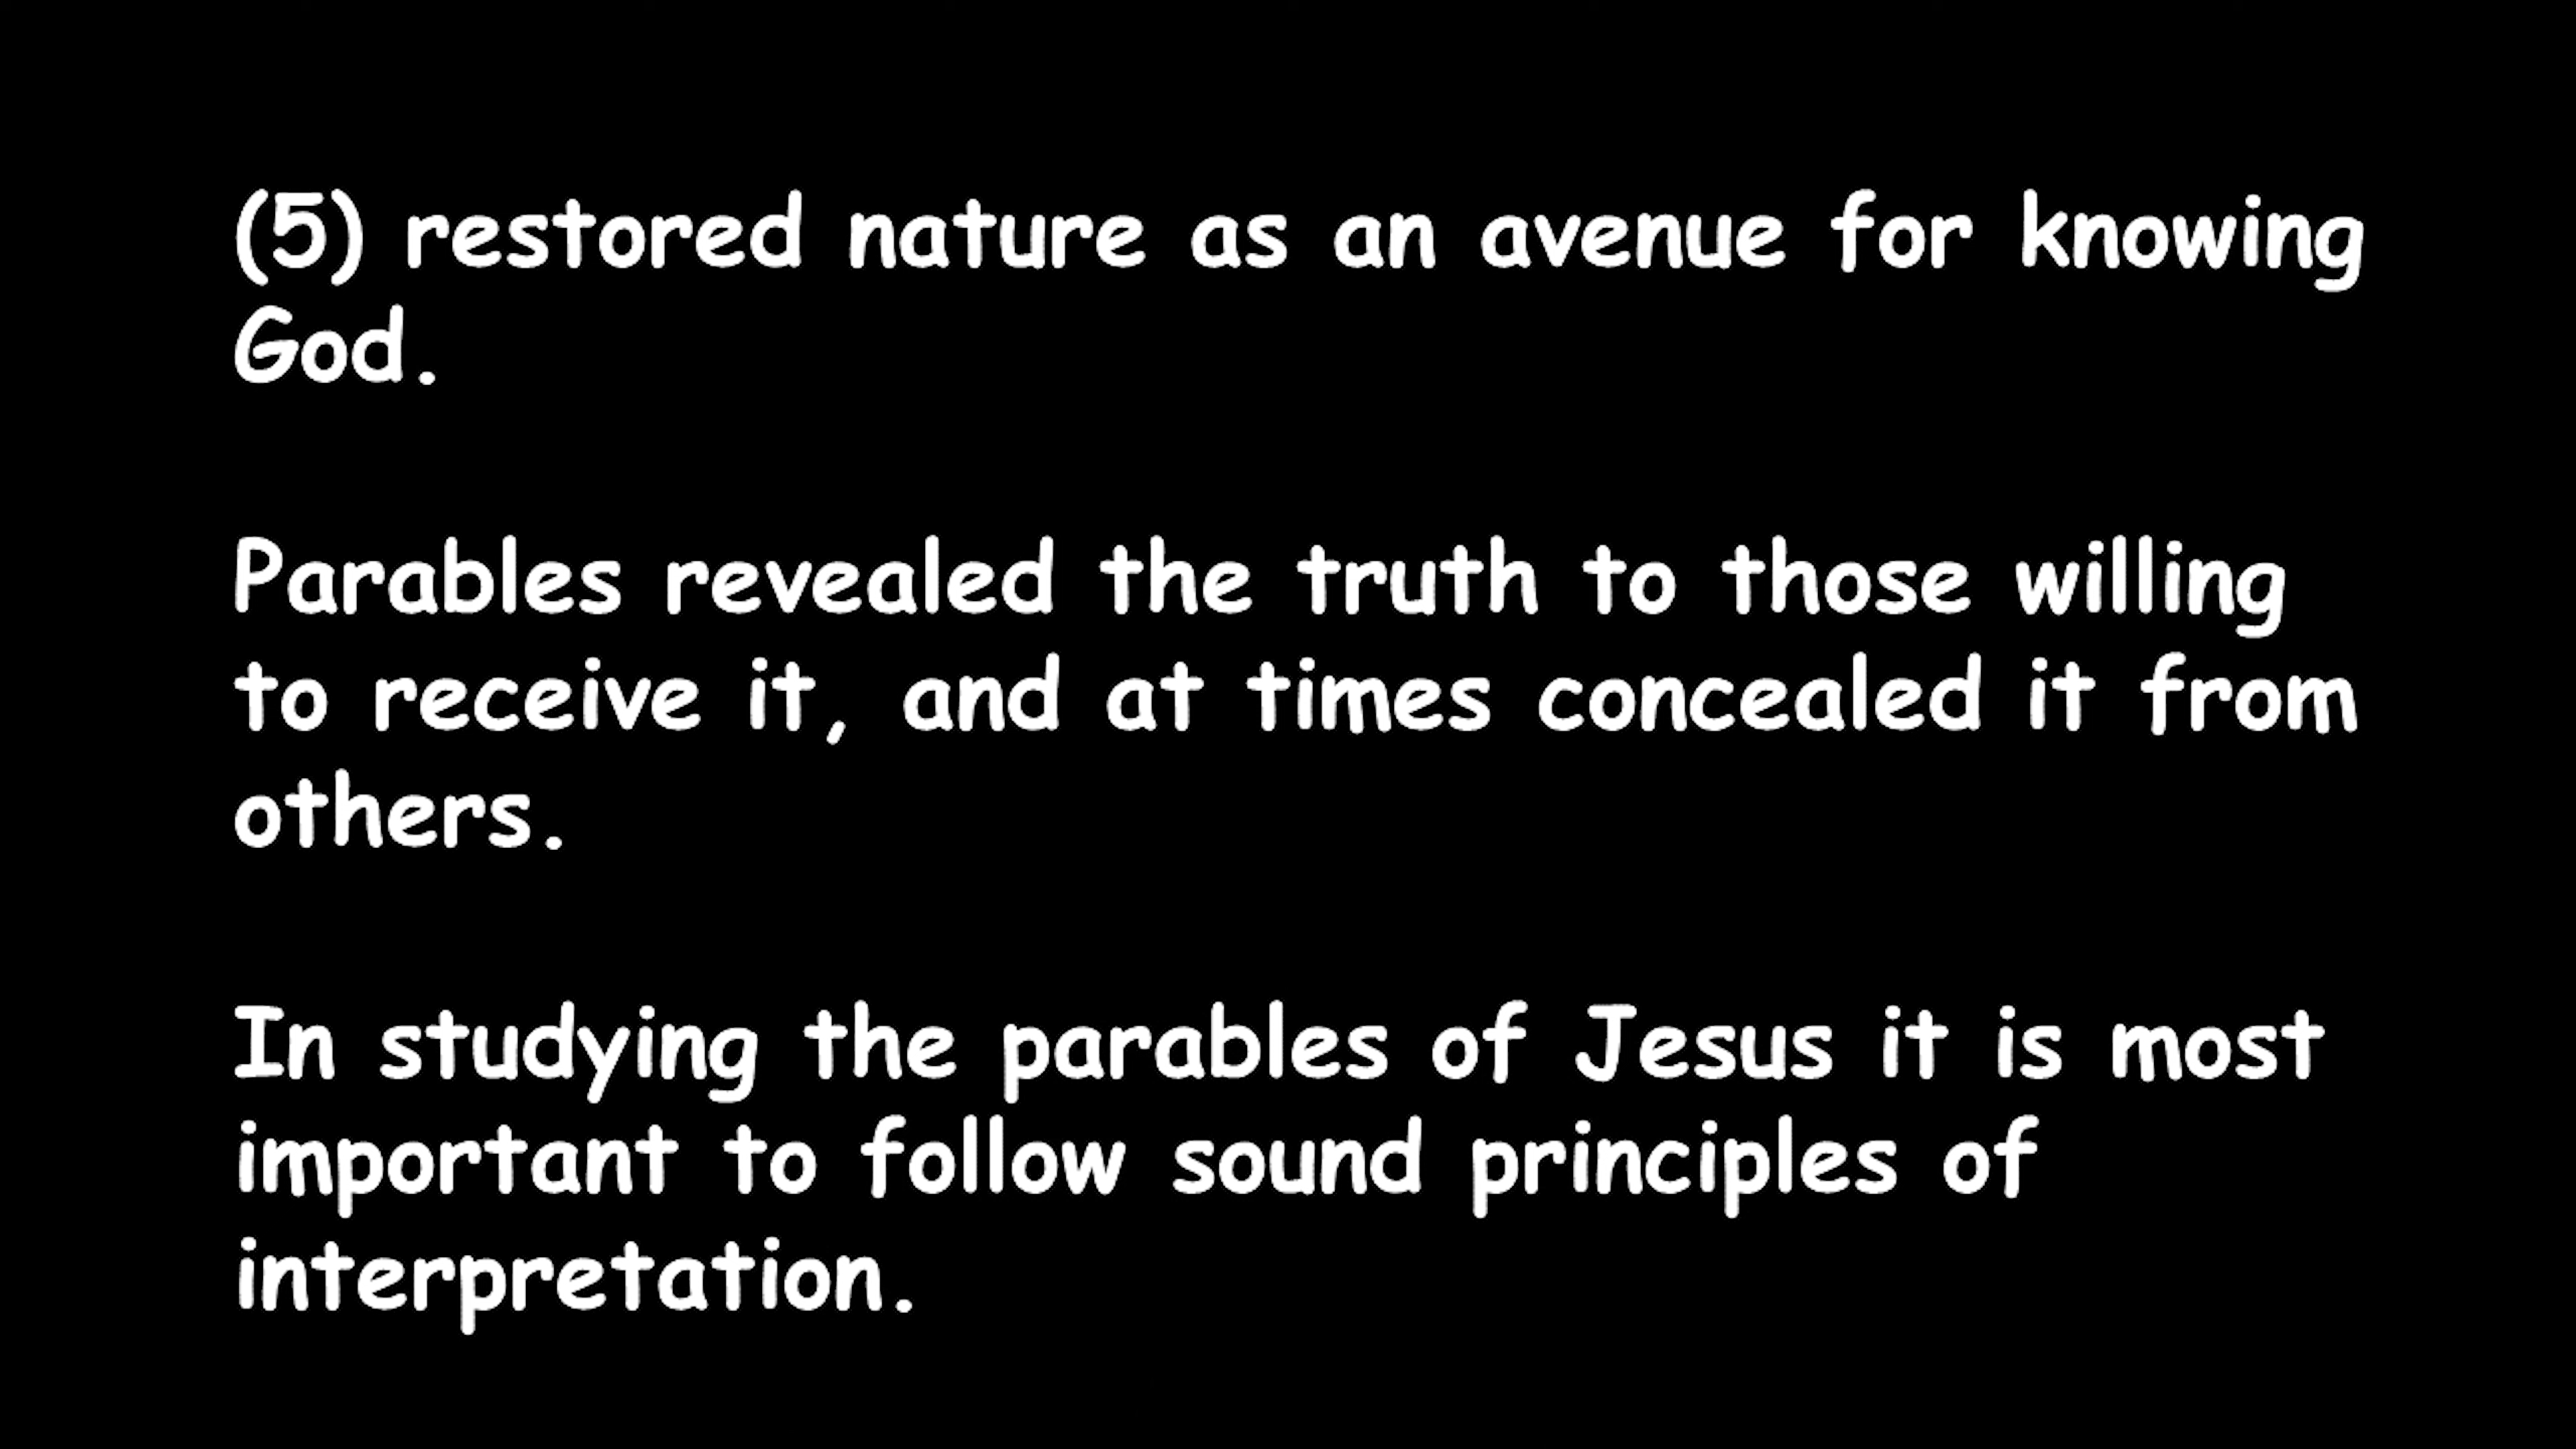 (5) restored nature as an avenue for knowing
God.
Parables revealed the truth to those willing
to receive it, and at times concealed it from
others.
In studying the parables of Jesus it is most
important to follow sound principles of
interpretation.